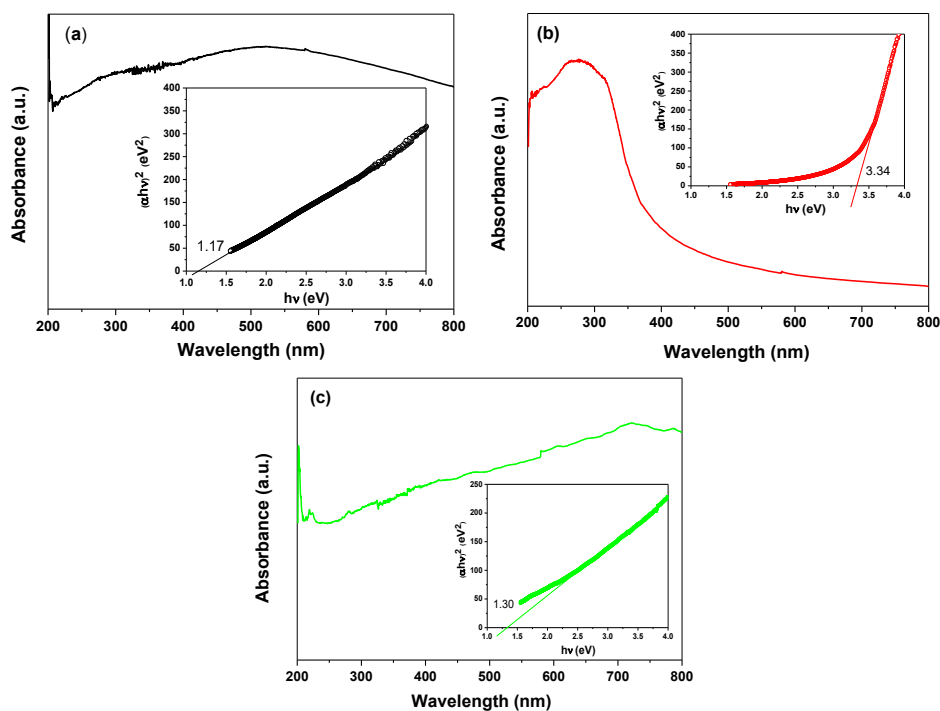 (a)
Absorbance (a.u.)
(αhν)² (eV²)
400
350
300
250
200
150
100
50
0
1.17
1.0 1.5 2.0 2.5 3.0 3.5 4.0
hν (eV)
200 300 400 500 600 700 800
Wavelength (nm)
(b)
Absorbance (a.u.)
(αhν)² (eV²)
400
350
300
250
200
150
100
50
0
3.34
1.0 1.5 2.0 2.5 3.0 3.5 4.0
hν (eV)
200 300 400 500 600 700 800
Wavelength (nm)
(c)
Absorbance (a.u.)
(αhν)² (eV²)
250
200
150
100
50
0
1.30
1.0 1.5 2.0 2.5 3.0 3.5 4.0
hν (eV)
200 300 400 500 600 700 800
Wavelength (nm)